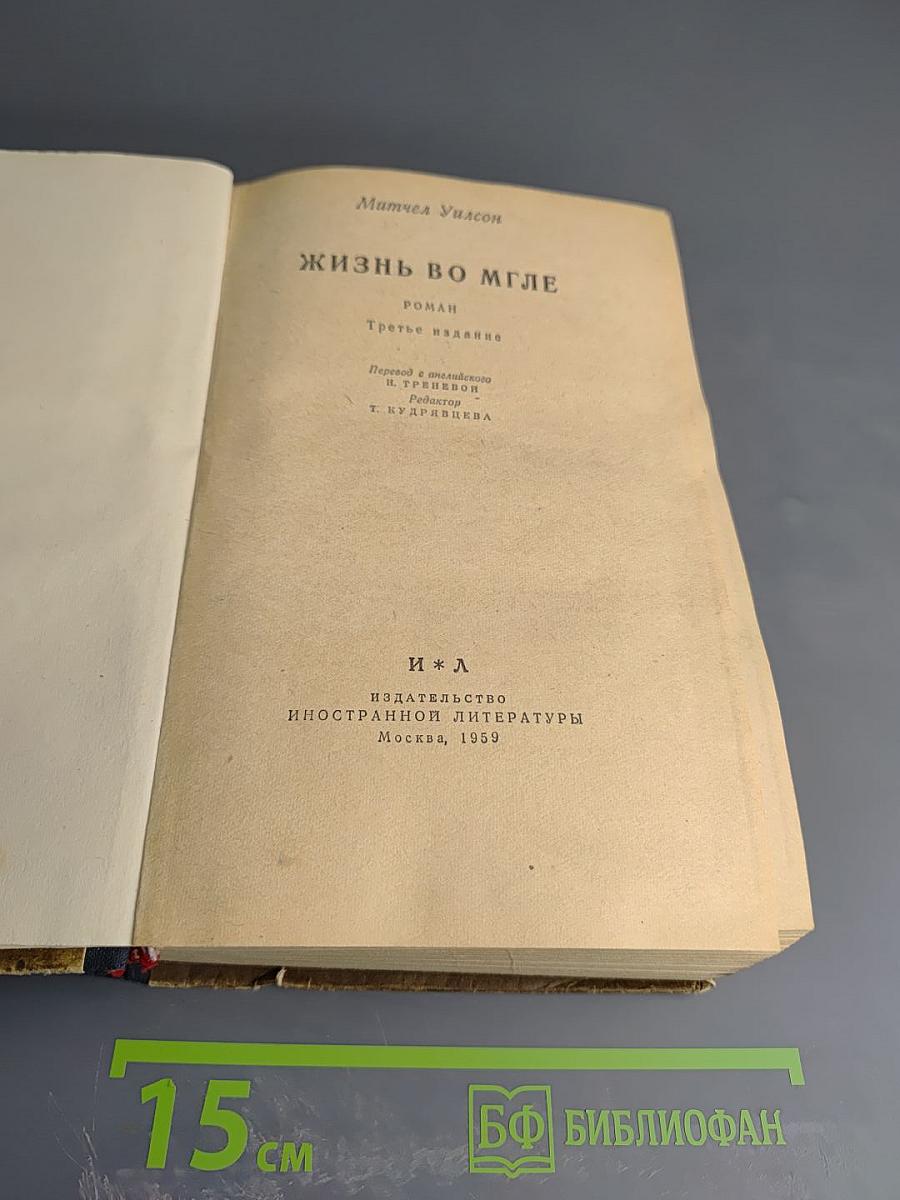 Митчел Уилсон
ЖИЗНЬ ВО МГЛЕ
РОМАН
Третье издание
Перевод с английского
Н. ТРЕНЕВОЙ
Редактор
Т. КУДРЯВЦЕВА
И * Л
ИЗДАТЕЛЬСТВО
ИНОСТРАННОЙ ЛИТЕРАТУРЫ
Москва, 1959
15 см
БФ БИБЛИОФАН